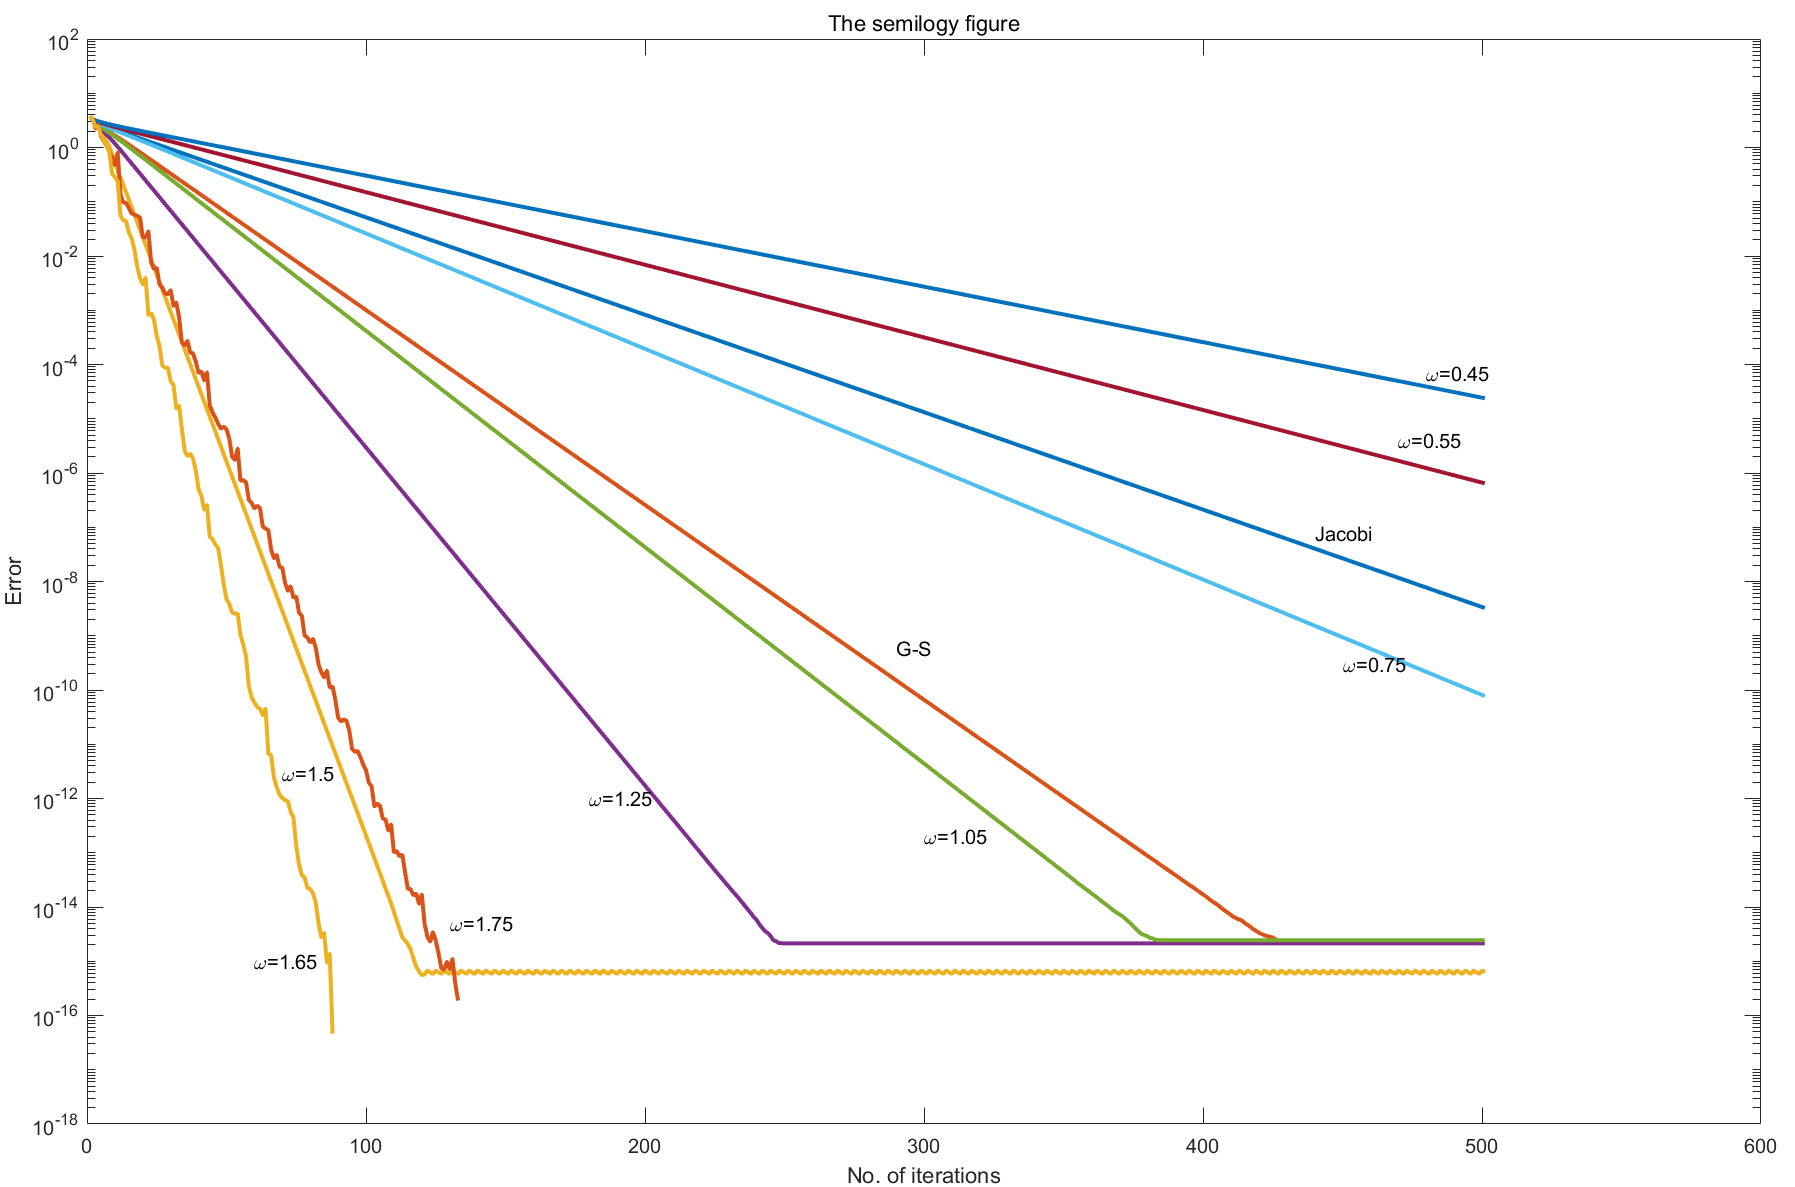 The semilogy figure
10^2
10^0
10^-2
10^-4
10^-6
10^-8
10^-10
10^-12
10^-14
10^-16
10^-18
Error
ω=0.45
ω=0.55
Jacobi
G-S
ω=0.75
ω=1.5
ω=1.25
ω=1.05
ω=1.75
ω=1.65
0
100
200
300
400
500
600
No. of iterations